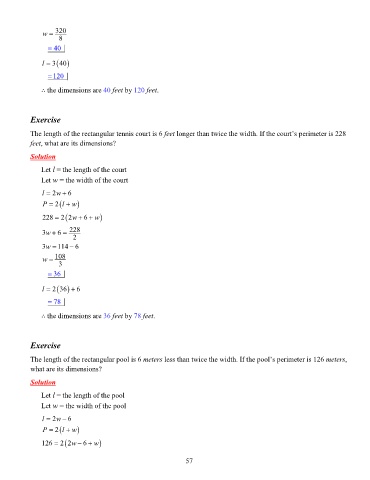 w = 320/8
= 40 |
l = 3(40)
= 120 |
∴ the dimensions are 40 feet by 120 feet.
Exercise
The length of the rectangular tennis court is 6 feet longer than twice the width. If the court's perimeter is 228
feet, what are its dimensions?
Solution
Let l = the length of the court
Let w = the width of the court
l = 2w + 6
P = 2(l + w)
228 = 2(2w + 6 + w)
3w + 6 = 228/2
3w = 114 − 6
w = 108/3
= 36 |
l = 2(36) + 6
= 78 |
∴ the dimensions are 36 feet by 78 feet.
Exercise
The length of the rectangular pool is 6 meters less than twice the width. If the pool's perimeter is 126 meters,
what are its dimensions?
Solution
Let l = the length of the pool
Let w = the width of the pool
l = 2w − 6
P = 2(l + w)
126 = 2(2w − 6 + w)
57